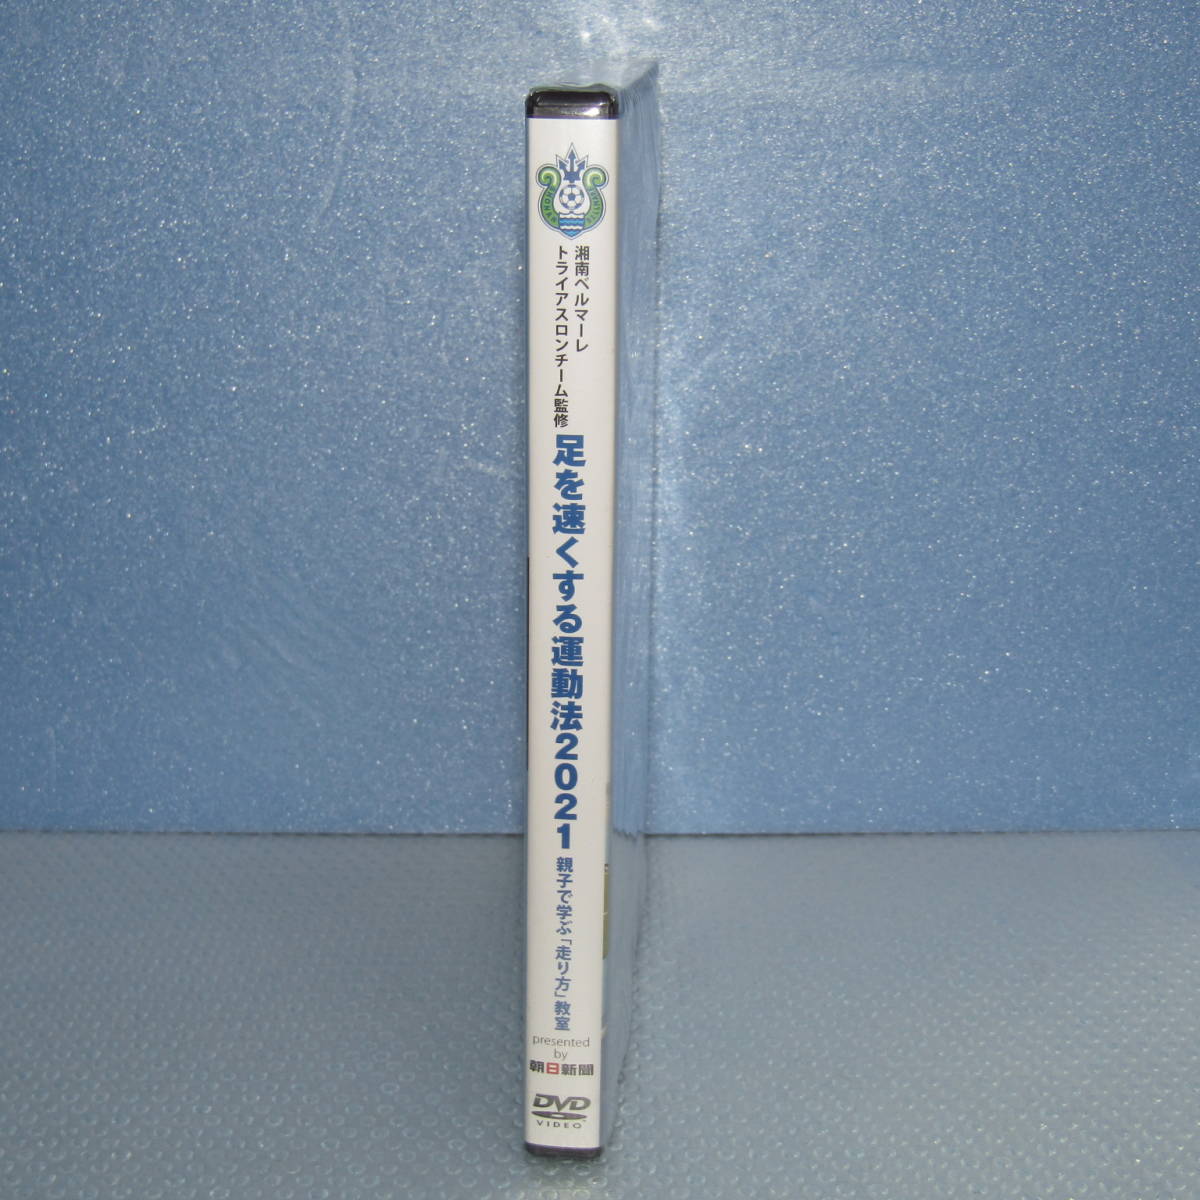 湘南ベルマーレ
トライアスロンチーム監修
足を速くする運動法2021
親子で学ぶ「走り方」教室
presented
by
朝日新聞
DVD
VIDEO